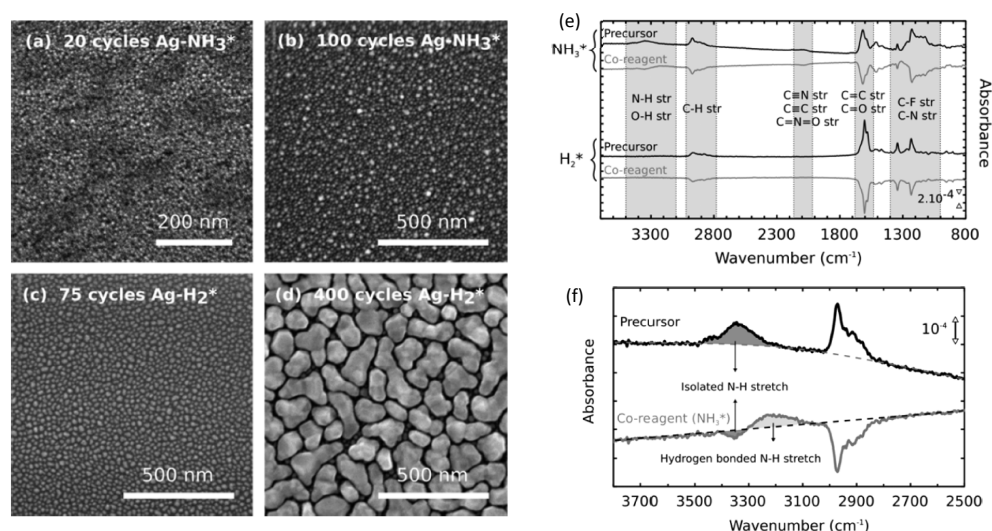 (a) 20 cycles Ag-NH₃*
200 nm
(b) 100 cycles Ag-NH₃*
500 nm
(c) 75 cycles Ag-H₂*
500 nm
(d) 400 cycles Ag-H₂*
500 nm
(e)
NH₃*
Precursor
Co-reagent
N-H str
O-H str
C-H str
C≡N str
C≡C str
C=N=O str
C=C str
C=O str
C-F str
C-N str
H₂*
Precursor
Co-reagent
2.10⁻⁴
Absorbance
3300 2800 2100 1600 1300 800
Wavenumber (cm⁻¹)
(f)
Precursor
10⁻⁴
Isolated N-H stretch
Co-reagent (NH₃*)
Hydrogen bonded N-H stretch
Absorbance
3700 3500 3300 3100 2900 2700 2500
Wavenumber (cm⁻¹)